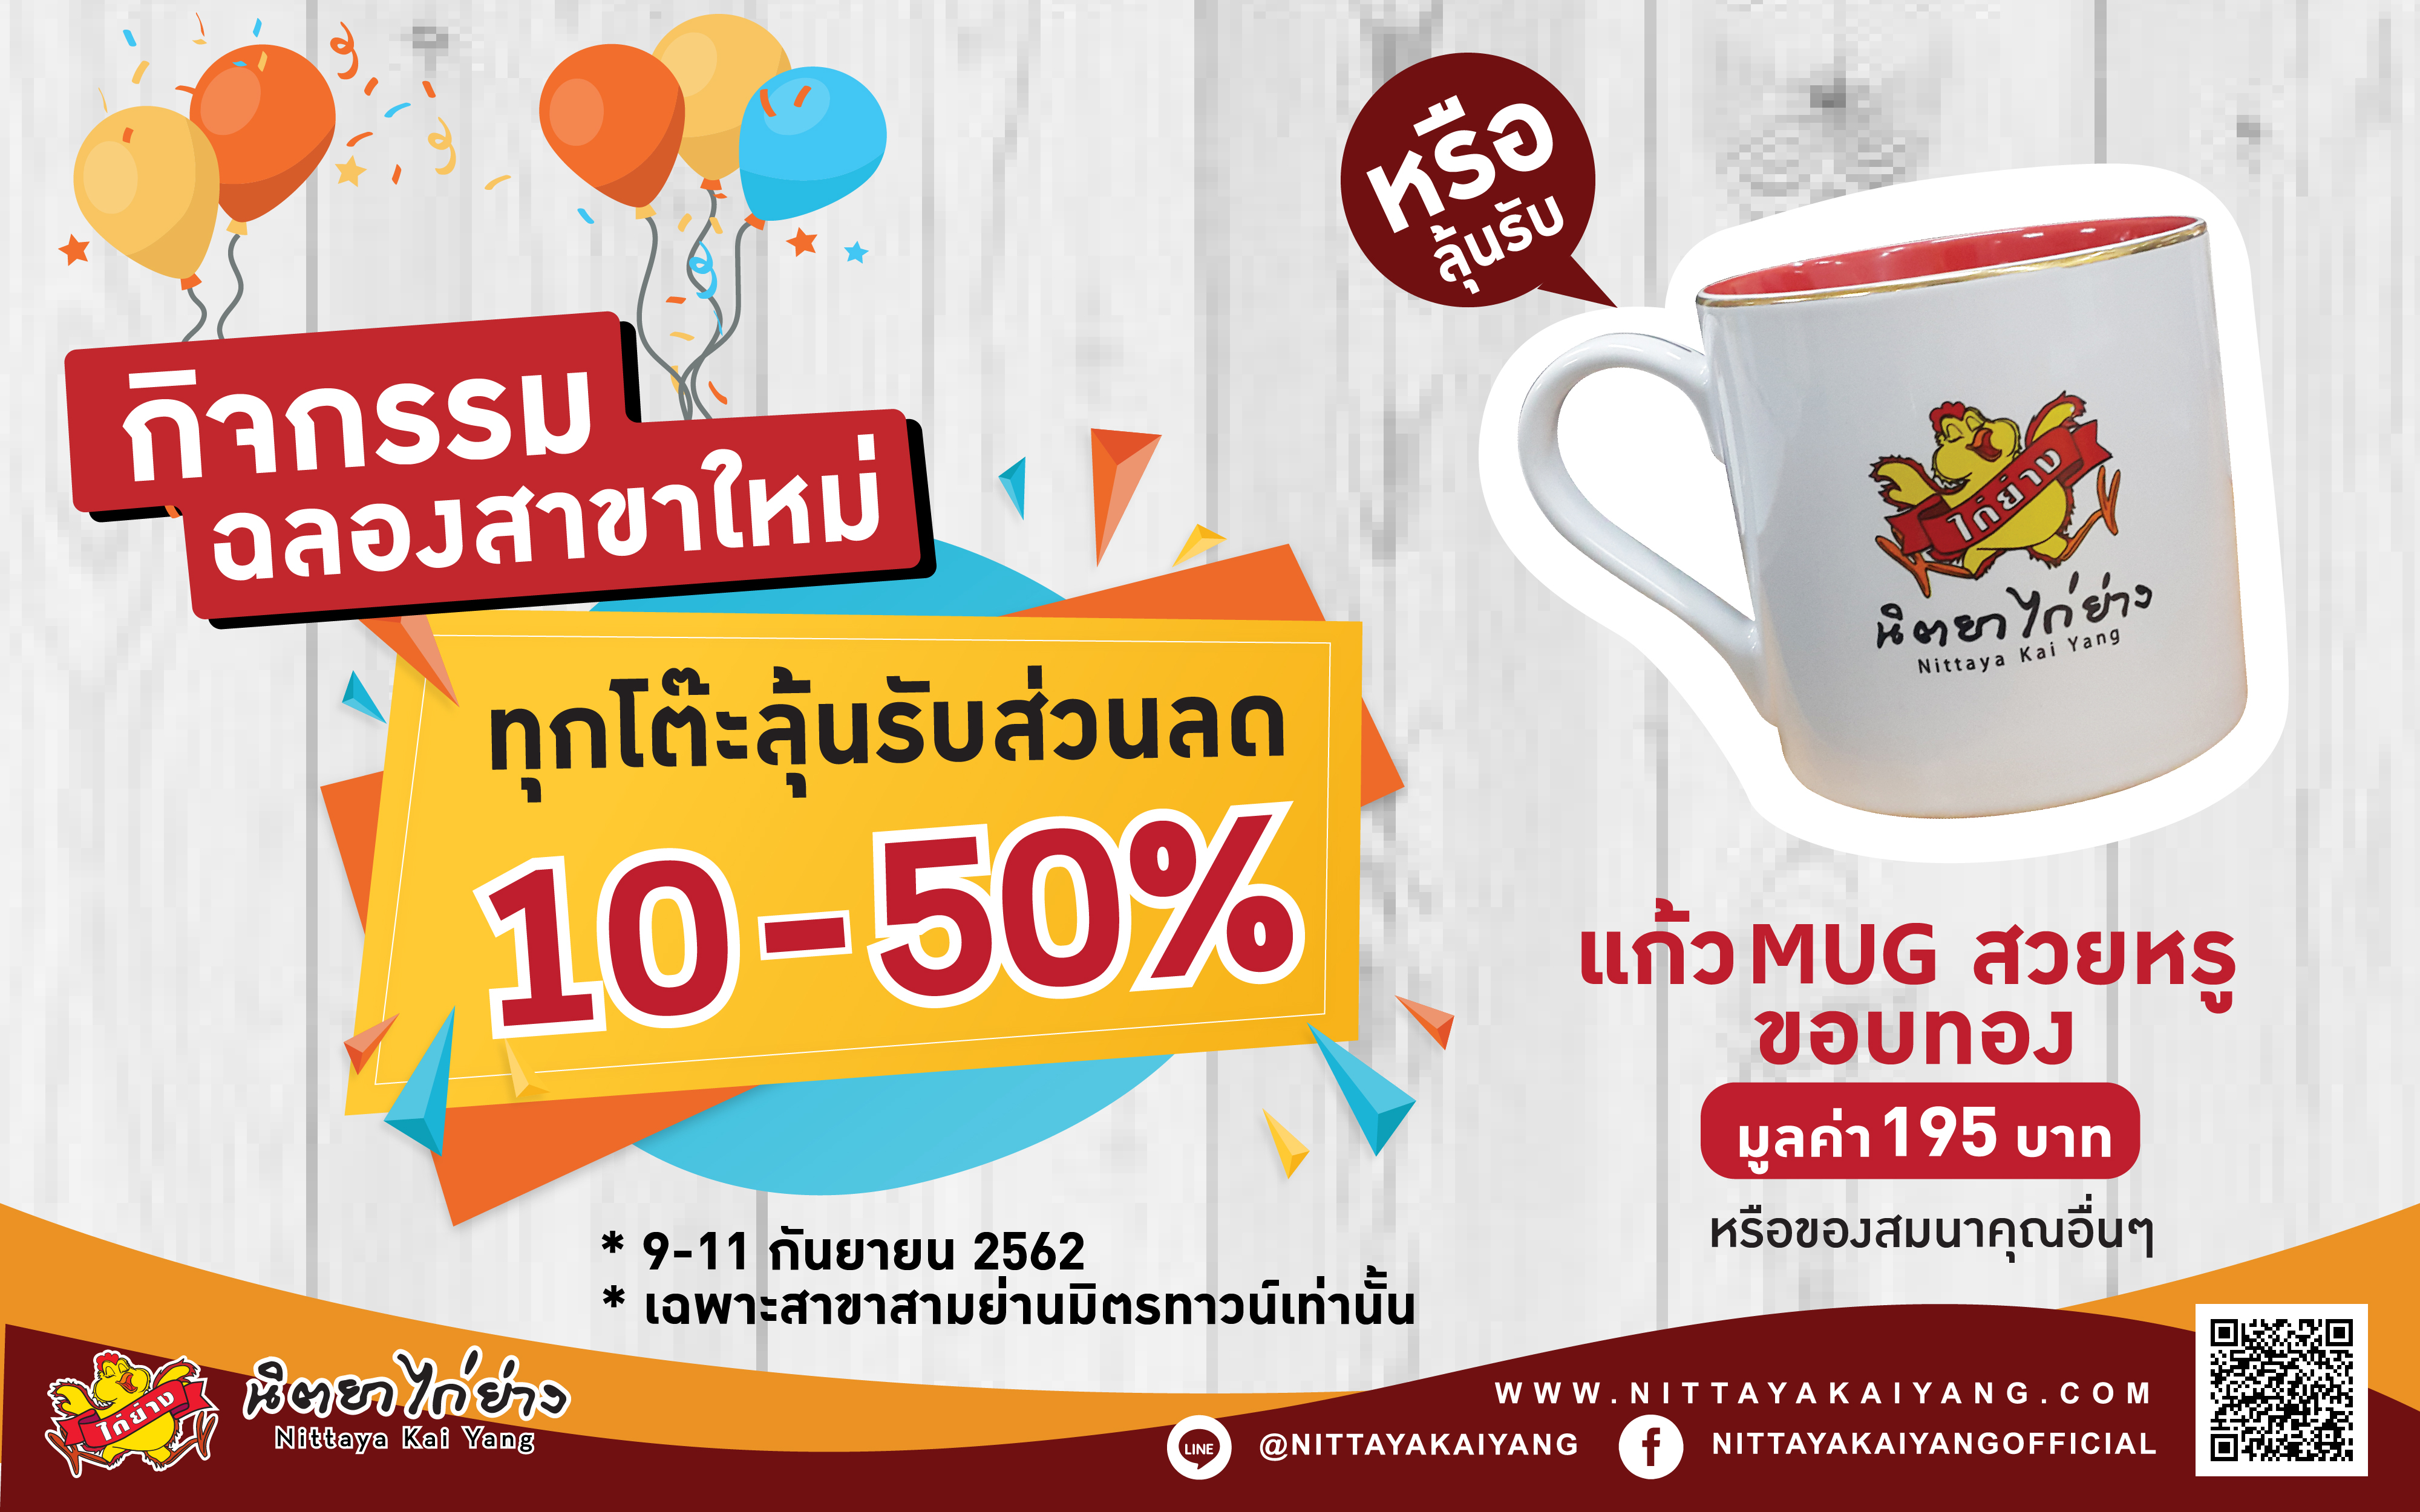 กิจกรรม
ฉลองสาขาใหม่
ทุกโต๊ะลุ้นรับส่วนลด
10-50%
* 9-11 กันยายน 2562
* เฉพาะสาขาสามย่านมิตรทาวน์เท่านั้น
หรือ
ลุ้นรับ
ไก่ย่าง
นิตยาไก่ย่าง
Nittaya Kai Yang
แก้วMUG สวยหรู
ขอบทอง
มูลค่า 195 บาท
หรือของสมนาคุณอื่นๆ
ไก่ย่าง
นิตยาไก่ย่าง
Nittaya Kai Yang
WWW.NITTAYAKAIYANG.COM
LINE @NITTAYAKAIYANG f NITTAYAKAIYANGOFFICIAL